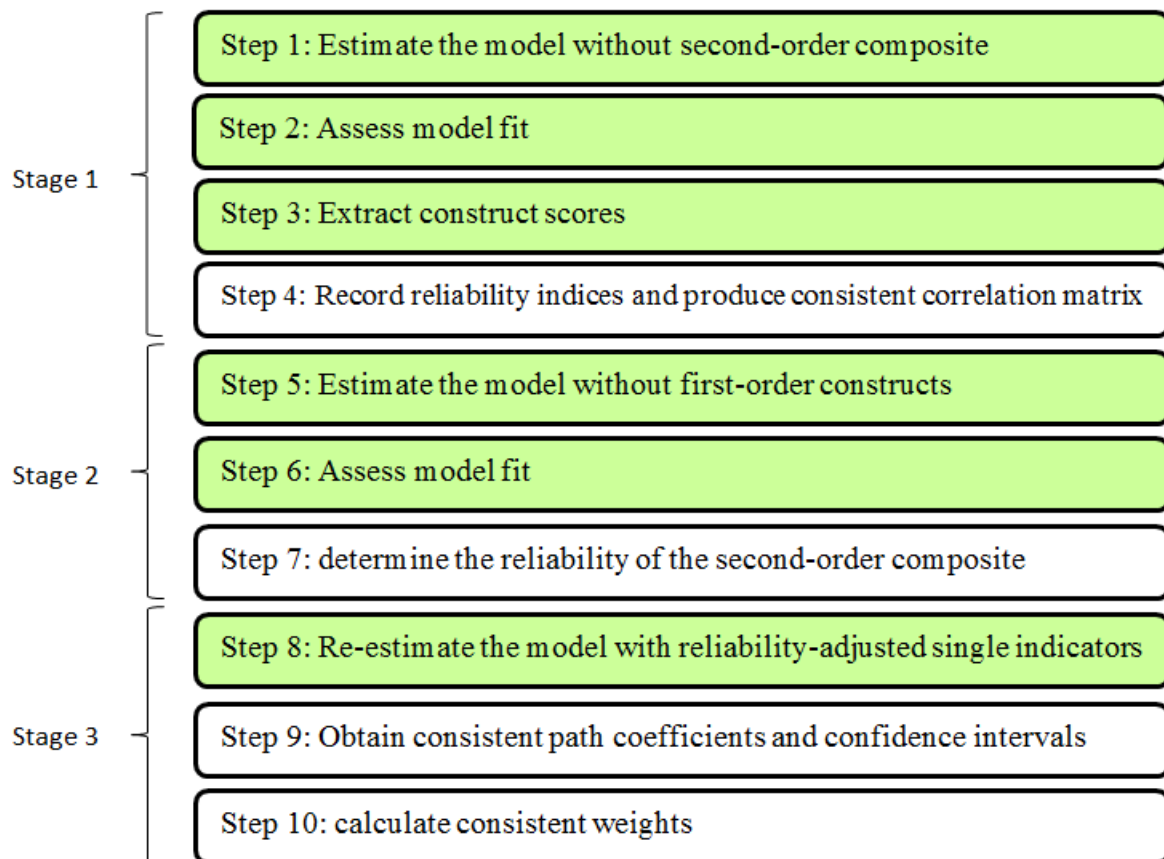 Stage 1
Step 1: Estimate the model without second-order composite
Step 2: Assess model fit
Step 3: Extract construct scores
Step 4: Record reliability indices and produce consistent correlation matrix
Stage 2
Step 5: Estimate the model without first-order constructs
Step 6: Assess model fit
Step 7: determine the reliability of the second-order composite
Stage 3
Step 8: Re-estimate the model with reliability-adjusted single indicators
Step 9: Obtain consistent path coefficients and confidence intervals
Step 10: calculate consistent weights